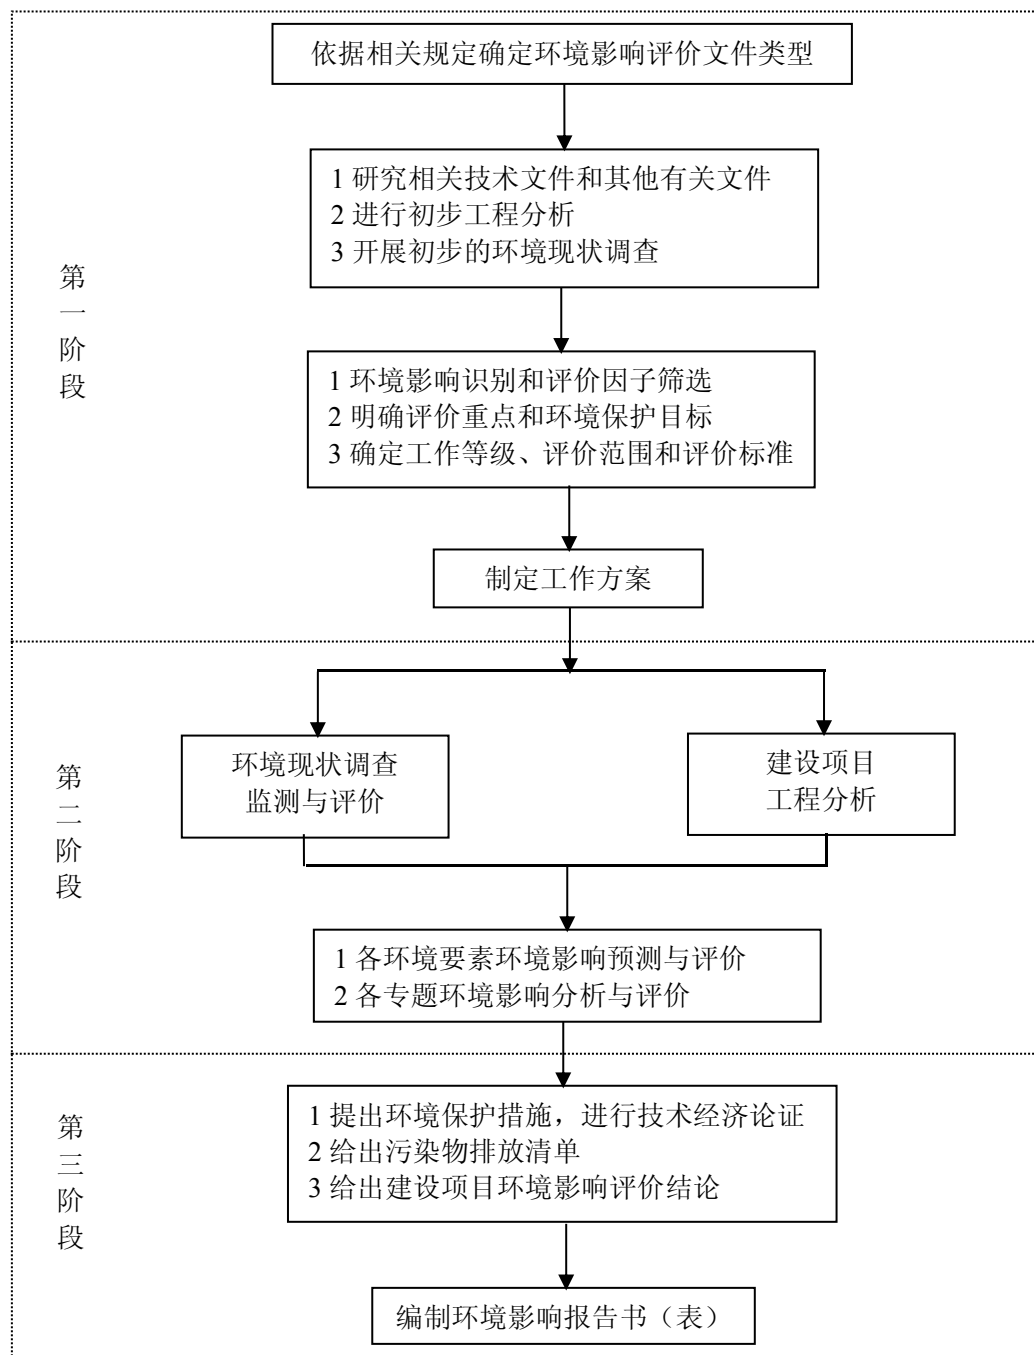 依据相关规定确定环境影响评价文件类型
1 研究相关技术文件和其他有关文件
2 进行初步工程分析
3 开展初步的环境现状调查
第
一
阶
段
1 环境影响识别和评价因子筛选
2 明确评价重点和环境保护目标
3 确定工作等级、评价范围和评价标准
制定工作方案
第
二
阶
段
环境现状调查
监测与评价
建设项目
工程分析
1 各环境要素环境影响预测与评价
2 各专题环境影响分析与评价
第
三
阶
段
1 提出环境保护措施，进行技术经济论证
2 给出污染物排放清单
3 给出建设项目环境影响评价结论
编制环境影响报告书（表）